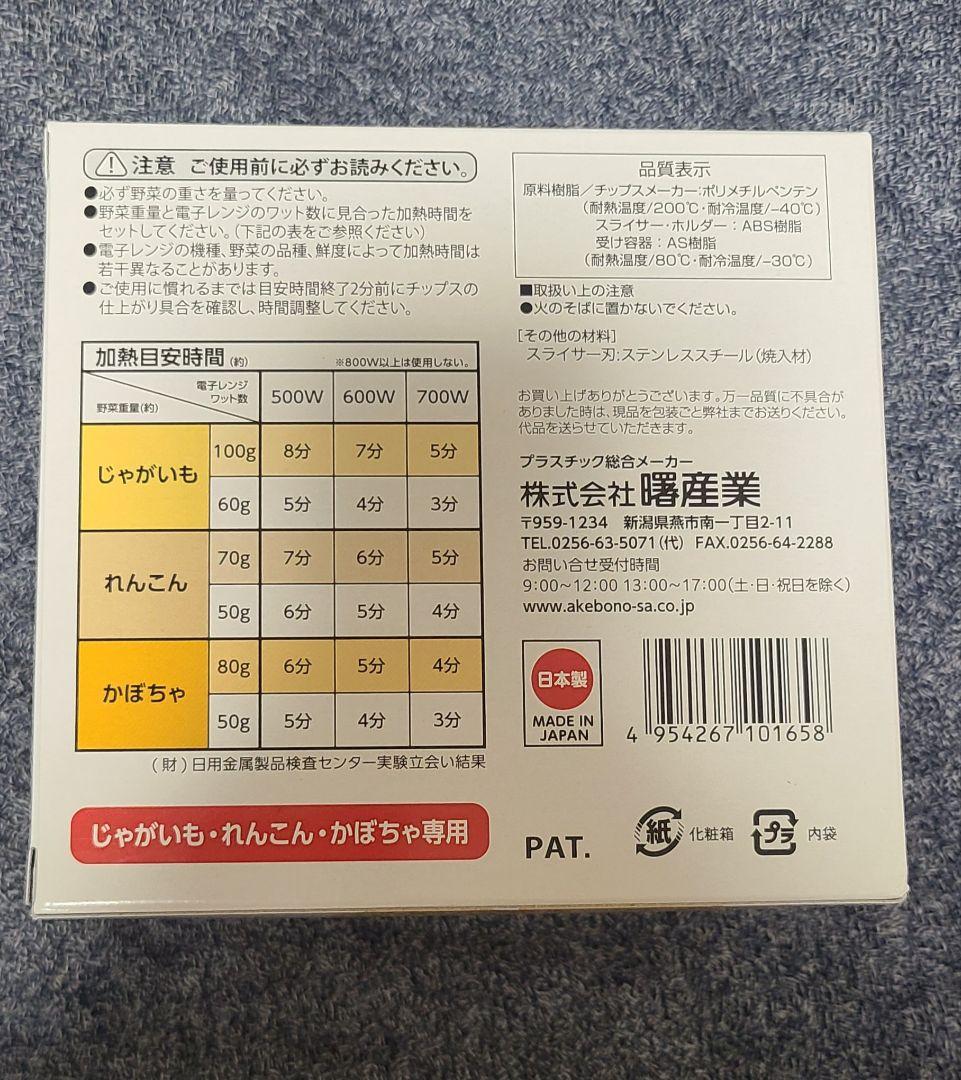 注意 ご使用前に必ずお読みください。
●必ず野菜の重さを量ってください。
●野菜重量と電子レンジのワット数に見合った加熱時間を
セットしてください。(下記の表をご参照ください)
●電子レンジの機種、野菜の品種、鮮度によって加熱時間は
若干異なることがあります。
●ご使用に慣れるまでは目安時間終了2分前にチップスの
仕上がり具合を確認し、時間調整してください。
加熱目安時間(約) ※800W以上は使用しない。
電子レンジ
ワット数
野菜重量(約)
500W 600W 700W
じゃがいも
100g 8分 7分 5分
60g 5分 4分 3分
れんこん
70g 7分 6分 5分
50g 6分 5分 4分
かぼちゃ
80g 6分 5分 4分
50g 5分 4分 3分
(財)日用金属製品検査センター実験立会い結果
じゃがいも・れんこん・かぼちゃ専用
品質表示
原料樹脂/チップスメーカー:ポリメチルペンテン
(耐熱温度/200℃・耐冷温度/-40℃)
スライサー・ホルダー:ABS樹脂
受け容器:AS樹脂
(耐熱温度/80℃・耐冷温度/-30℃)
■取扱い上の注意
●火のそばに置かないでください。
[その他の材料]
スライサー刃:ステンレススチール(焼入材)
お買い上げありがとうございます。万一品質に不具合が
ありました時は、現品を包装ごと弊社までお送りください。
代品を送らせていただきます。
プラスチック総合メーカー
株式会社 曙産業
〒959-1234 新潟県燕市南一丁目2-11
TEL.0256-63-5071(代) FAX.0256-64-2288
お問い合せ受付時間
9:00~12:00 13:00~17:00(土・日・祝日を除く)
www.akebono-sa.co.jp
日本製
MADE IN
JAPAN
4 954267 101658
PAT.
紙 化粧箱
プラ 内袋